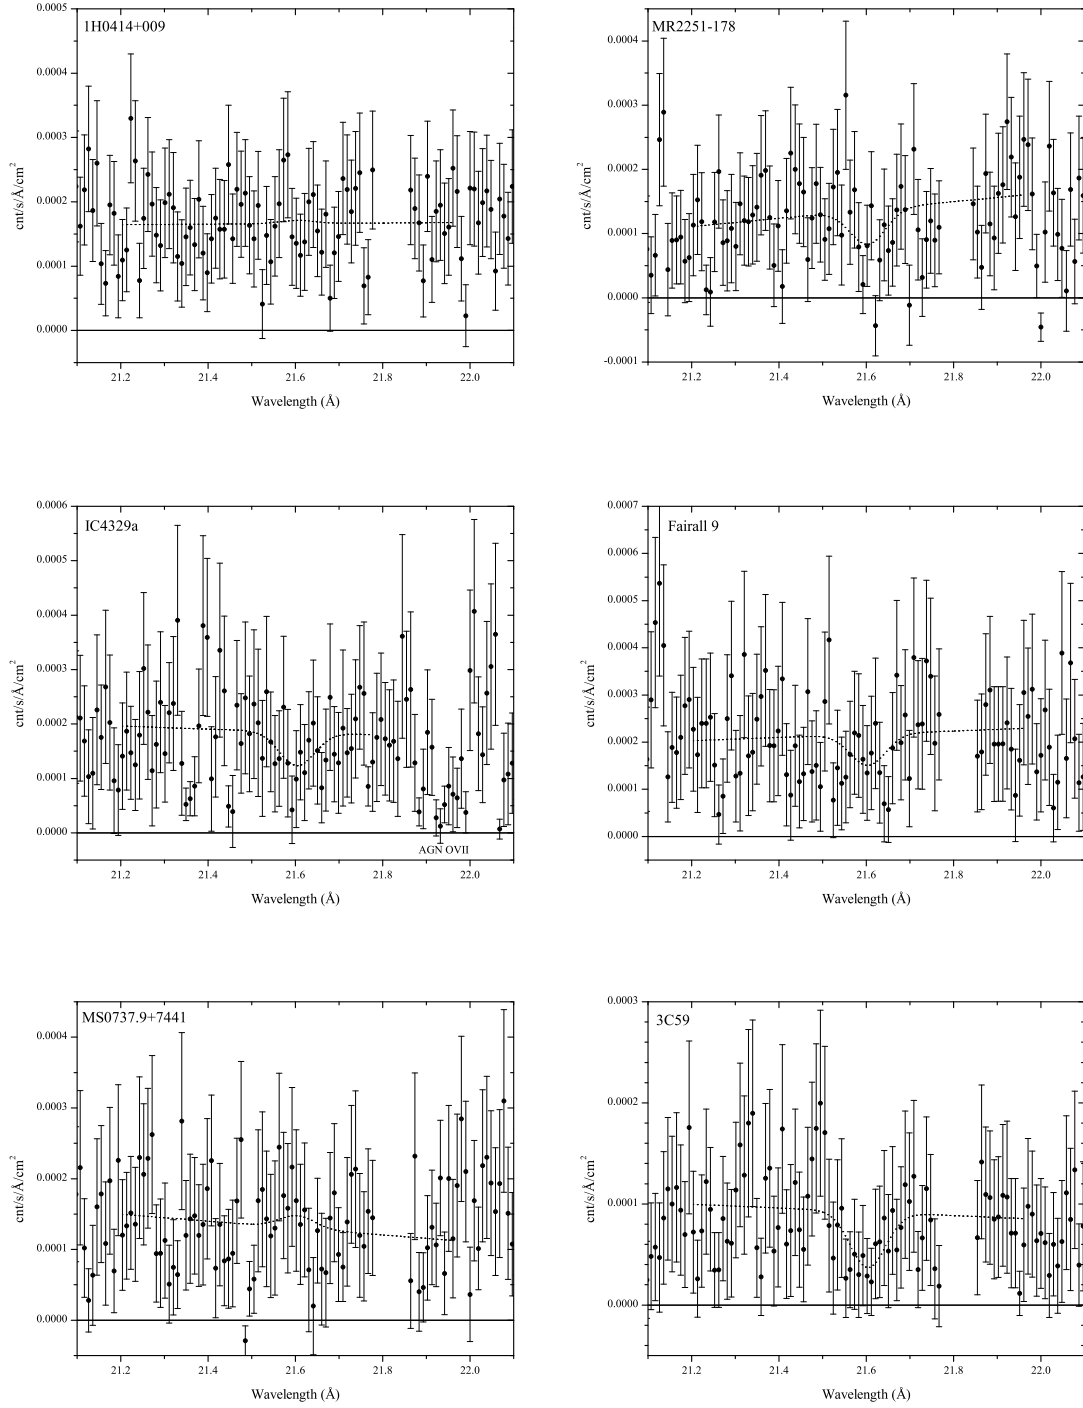 1H0414+009
0.0005
0.0004
0.0003
0.0002
0.0001
0.0000
cnt/s/Å/cm²
21.2 21.4 21.6 21.8 22.0
Wavelength (Å)
MR2251-178
0.0004
0.0003
0.0002
0.0001
0.0000
-0.0001
cnt/s/Å/cm²
21.2 21.4 21.6 21.8 22.0
Wavelength (Å)
IC4329a
0.0006
0.0005
0.0004
0.0003
0.0002
0.0001
0.0000
cnt/s/Å/cm²
AGN OVII
21.2 21.4 21.6 21.8 22.0
Wavelength (Å)
Fairall 9
0.0007
0.0006
0.0005
0.0004
0.0003
0.0002
0.0001
0.0000
cnt/s/Å/cm²
21.2 21.4 21.6 21.8 22.0
Wavelength (Å)
MS0737.9+7441
0.0004
0.0003
0.0002
0.0001
0.0000
cnt/s/Å/cm²
21.2 21.4 21.6 21.8 22.0
Wavelength (Å)
3C59
0.0003
0.0002
0.0001
0.0000
cnt/s/Å/cm²
21.2 21.4 21.6 21.8 22.0
Wavelength (Å)